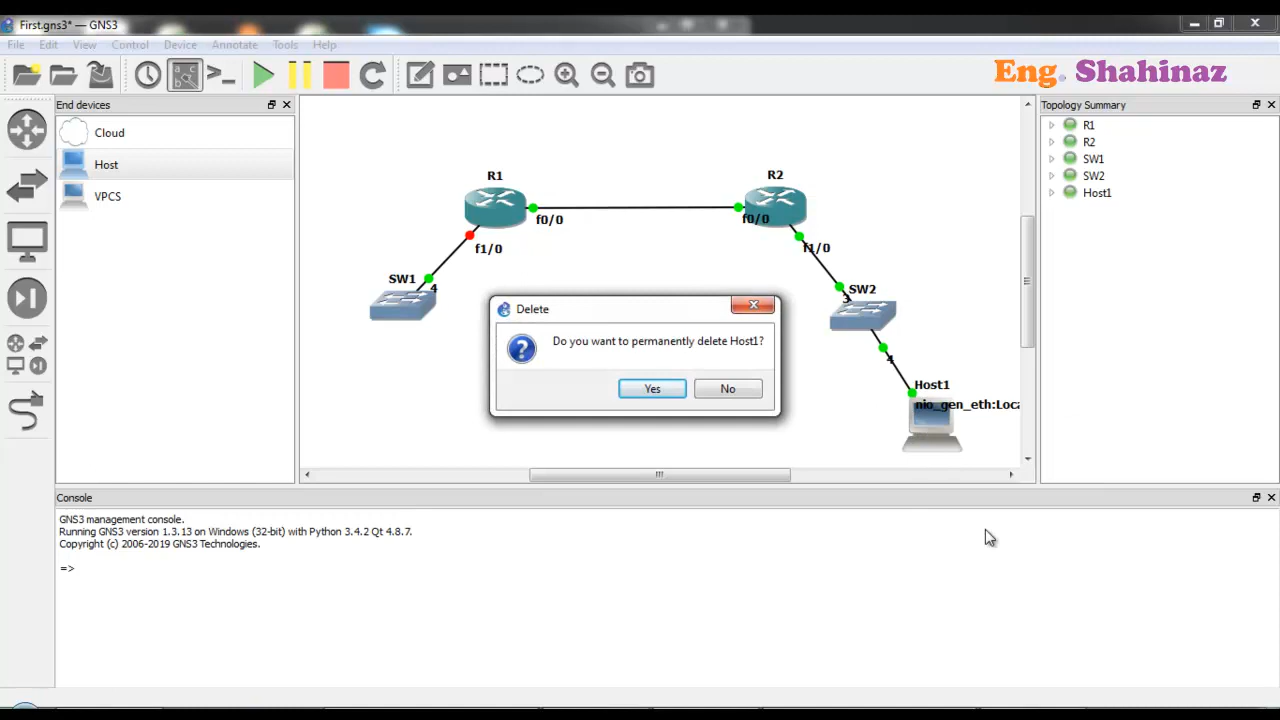 First.gns3* — GNS3
File Edit View Control Device Annotate Tools Help
Eng. Shahinaz
End devices
Cloud
Host
VPCS
R1
f0/0
f1/0
R2
f0/0
f1/0
SW1
4
SW2
3
4
Host1
nio_gen_eth:Loca
Delete
Do you want to permanently delete Host1?
Yes
No
Topology Summary
R1
R2
SW1
SW2
Host1
Console
GNS3 management console.
Running GNS3 version 1.3.13 on Windows (32-bit) with Python 3.4.2 Qt 4.8.7.
Copyright (c) 2006-2019 GNS3 Technologies.
=>